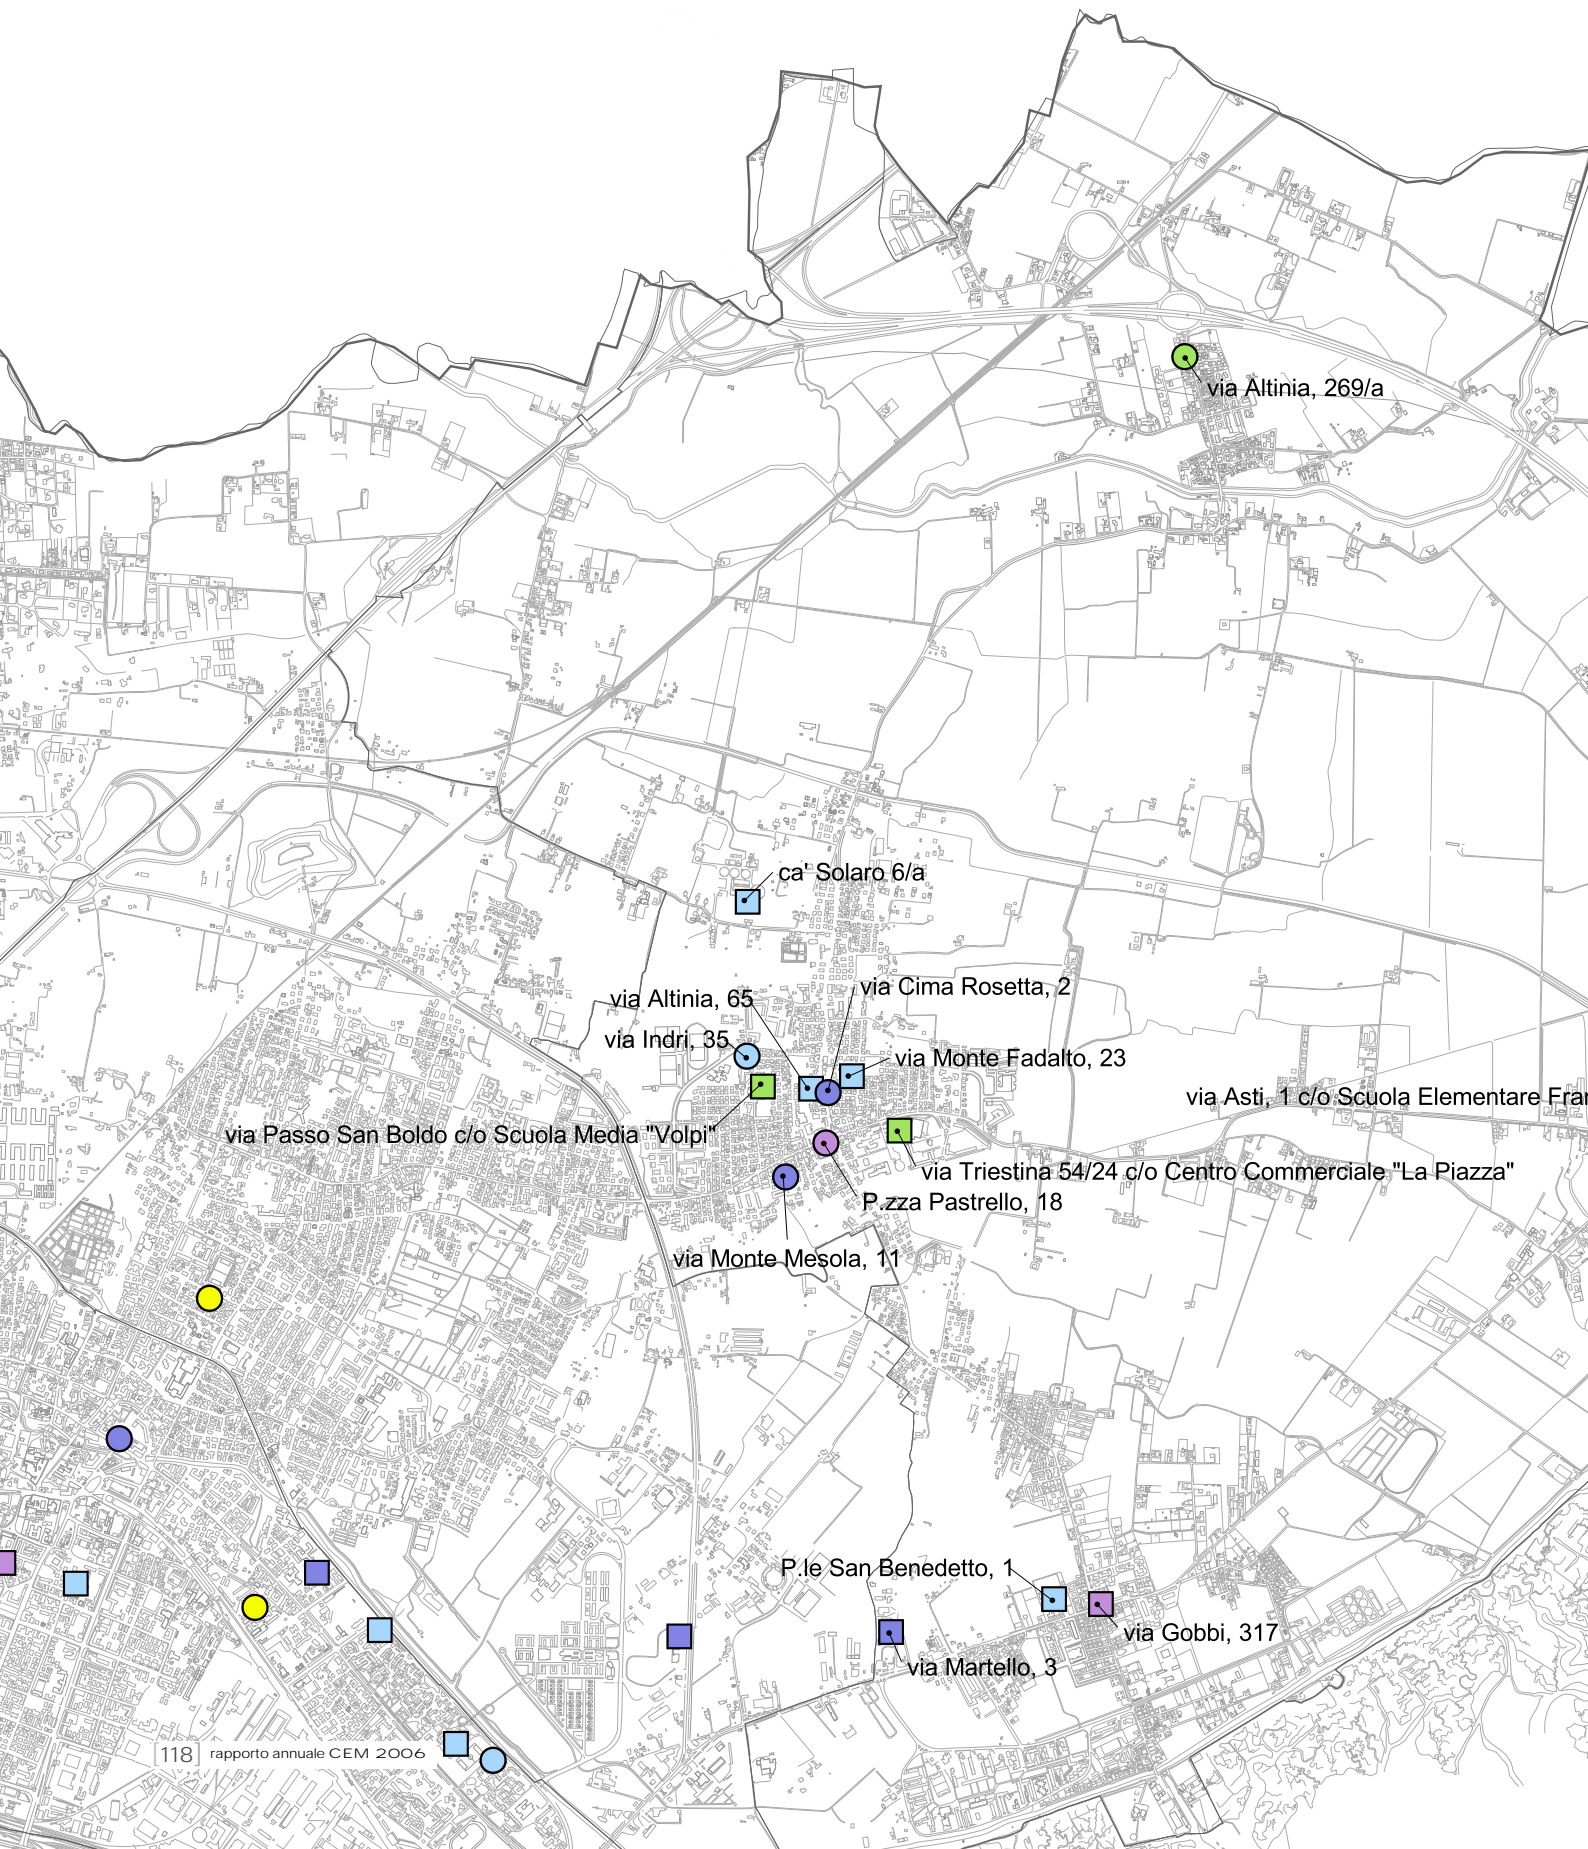 via Altinia, 269/a
ca' Solaro 6/a
via Cima Rosetta, 2
via Altinia, 65
via Indri, 35
via Monte Fadalto, 23
via Asti, 1 c/o Scuola Elementare Fran
via Passo San Boldo c/o Scuola Media "Volpi"
via Triestina 54/24 c/o Centro Commerciale "La Piazza"
P.zza Pastrello, 18
via Monte Mesola, 11
P.le San Benedetto, 1
via Gobbi, 317
via Martello, 3
[118] rapporto annuale CEM 2006